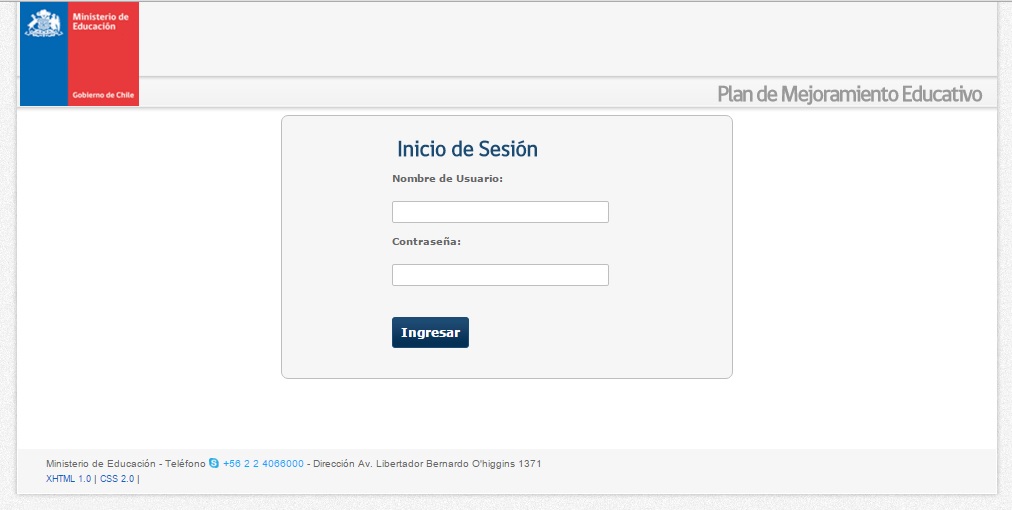 Ministerio de
Educación
Gobierno de Chile
Plan de Mejoramiento Educativo
Inicio de Sesión
Nombre de Usuario:
Contraseña:
Ingresar
Ministerio de Educación - Teléfono +56 2 2 4066000 - Dirección Av. Libertador Bernardo O'higgins 1371
XHTML 1.0 | CSS 2.0 |